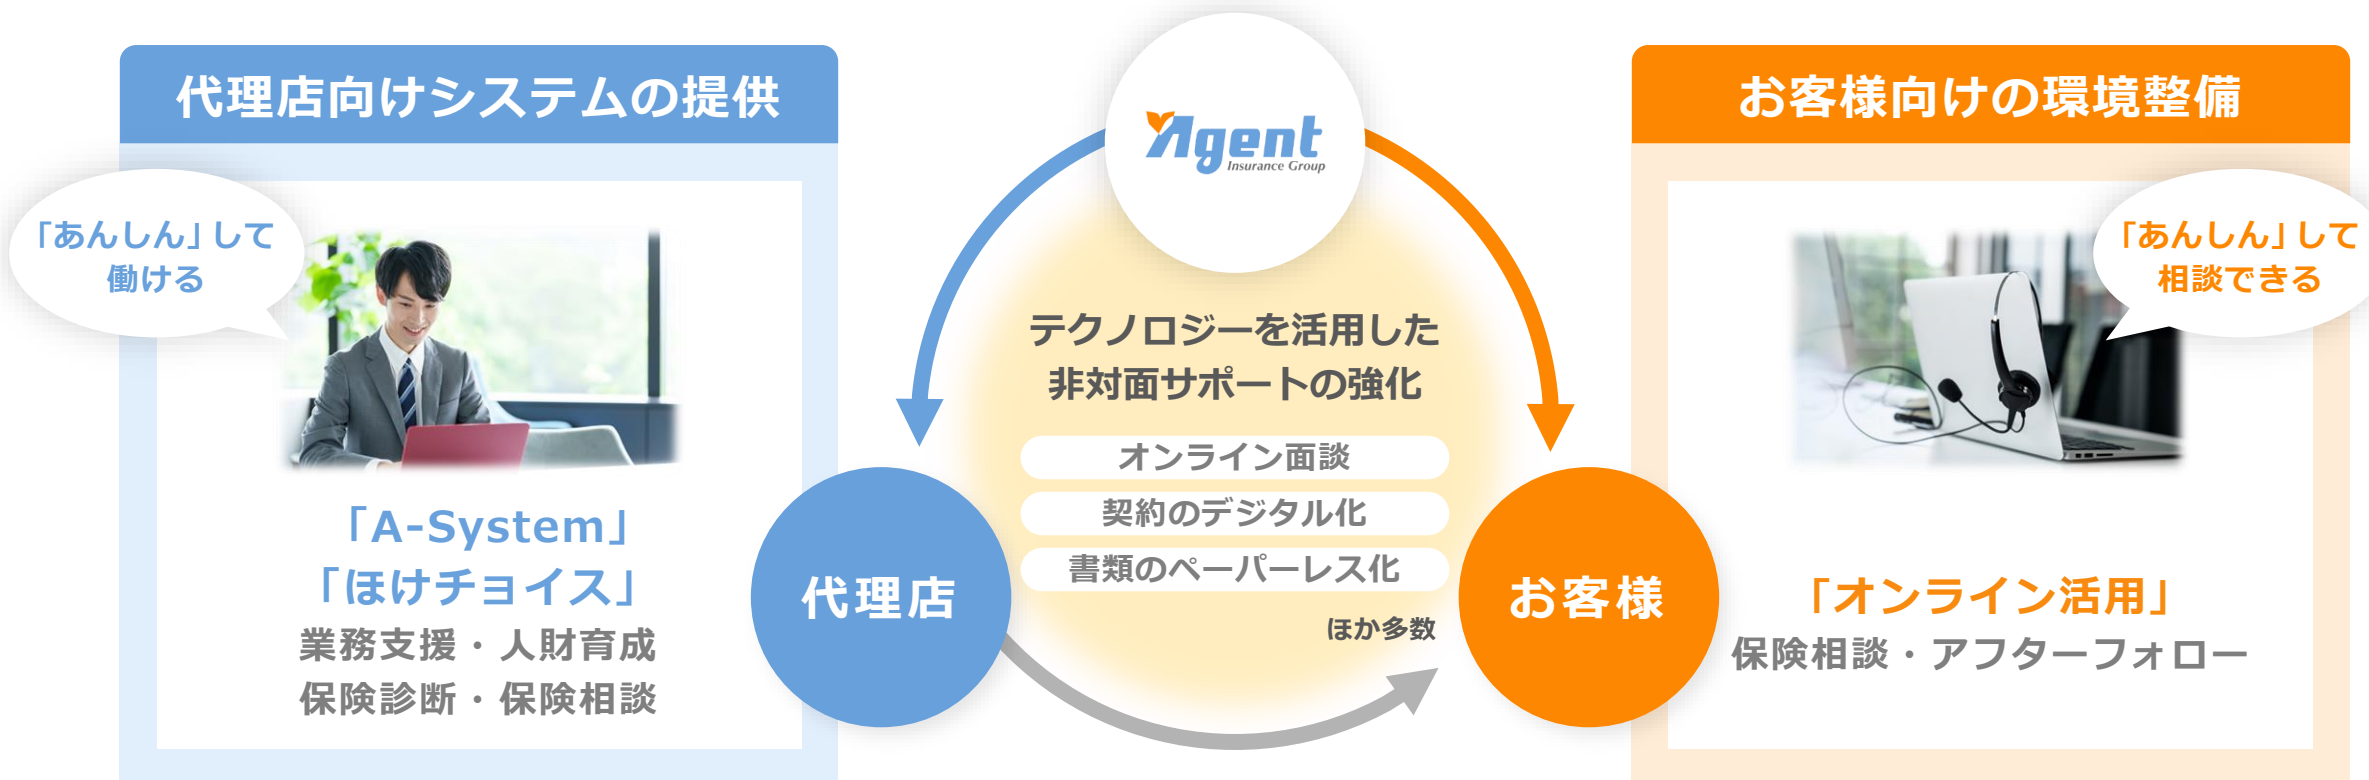 代理店向けシステムの提供
「あんしん」して
働ける
「A-System」
「ほけチョイス」
業務支援・人財育成
保険診断・保険相談
Agent
Insurance Group
テクノロジーを活用した
非対面サポートの強化
オンライン面談
契約のデジタル化
書類のペーパーレス化
ほか多数
代理店
お客様
お客様向けの環境整備
「あんしん」して
相談できる
「オンライン活用」
保険相談・アフターフォロー